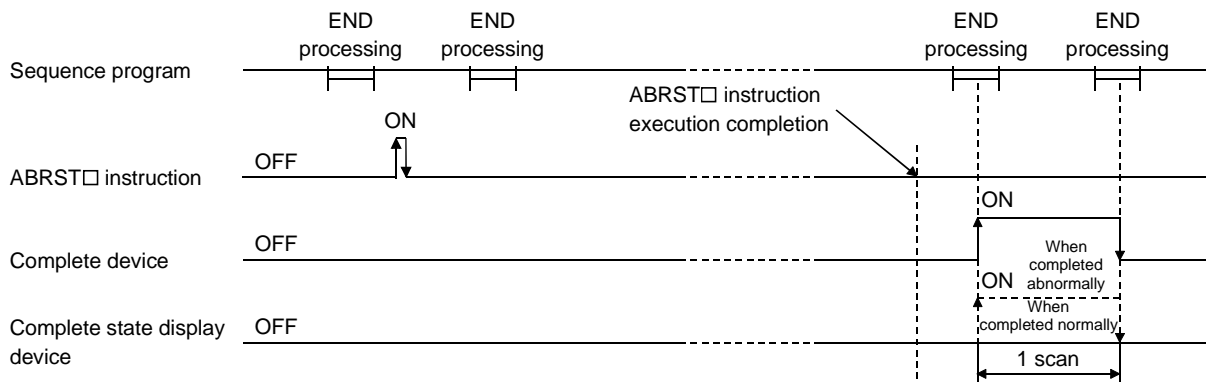 END
processing
END
processing
END
processing
END
processing
Sequence program
ABRST□ instruction
execution completion
ON
OFF
ABRST□ instruction
ON
OFF
Complete device
When
completed
abnormally
ON
OFF
When
completed normally
Complete state display
device
1 scan